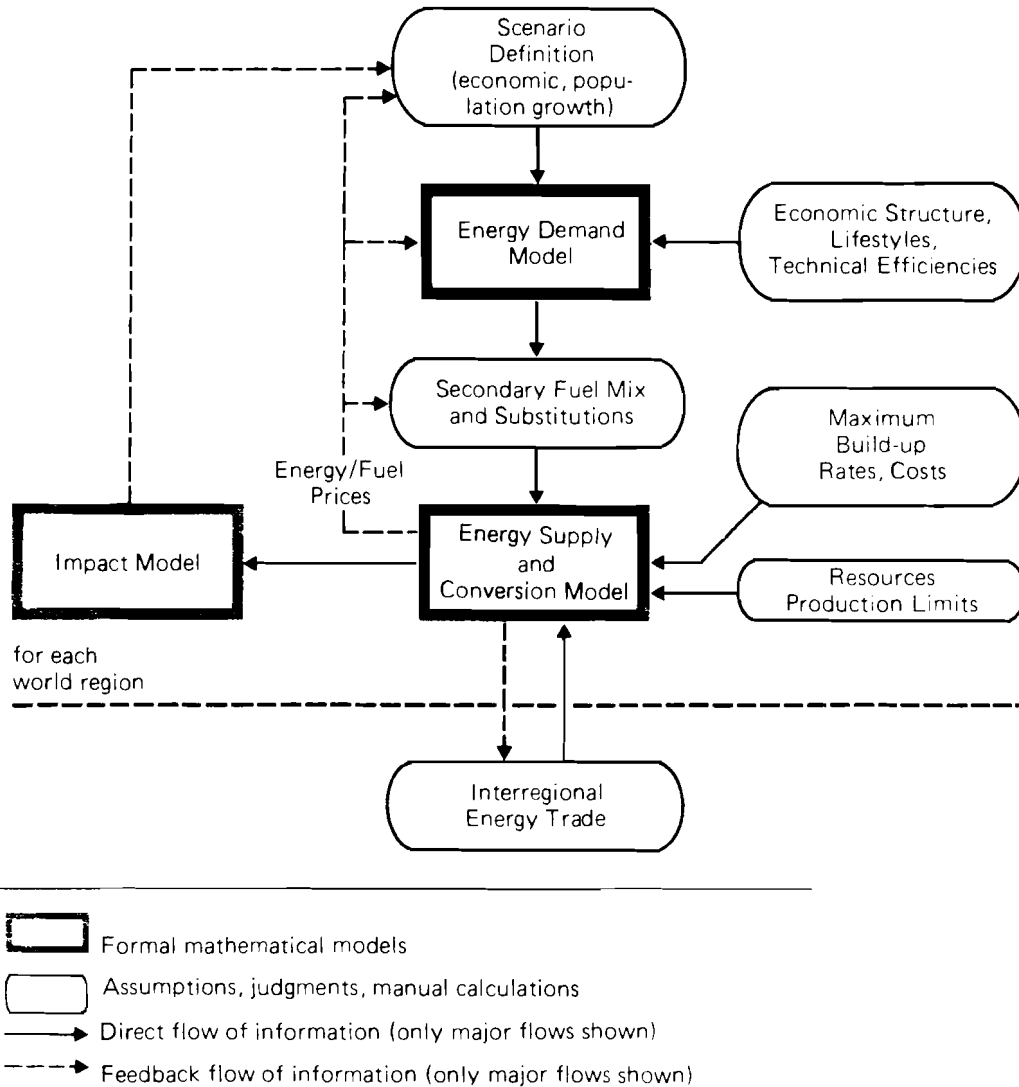 Scenario
Definition
(economic, popu-
lation growth)
Energy Demand
Model
Economic Structure,
Lifestyles,
Technical Efficiencies
Secondary Fuel Mix
and Substitutions
Maximum
Build-up
Rates, Costs
Energy/Fuel
Prices
Impact Model
Energy Supply
and
Conversion Model
Resources
Production Limits
for each
world region
Interregional
Energy Trade
Formal mathematical models
Assumptions, judgments, manual calculations
Direct flow of information (only major flows shown)
Feedback flow of information (only major flows shown)